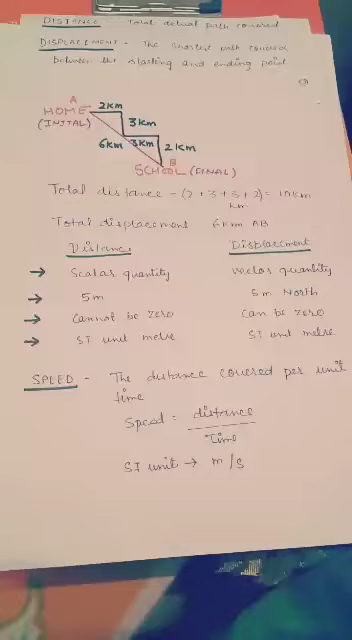 DISTANCE Total actual path covered
DISPLACEMENT - The shortest path covered
between the starting and ending point
A
HOME
(INITAL)
2km
3km
6km 3km 2km
B
SCHOOL (FINAL)
Total distance - (2 + 3 + 3 + 2) = 10km
km
Total displacement 6km AB
Distance Displacement
→ Scalar quantity vector quantity
→ 5m 5m North
→ Cannot be zero Can be zero
→ SI unit metre SI unit metre
SPEED - The distance covered per unit
time
Speed = distance
Time
SI unit → m/s